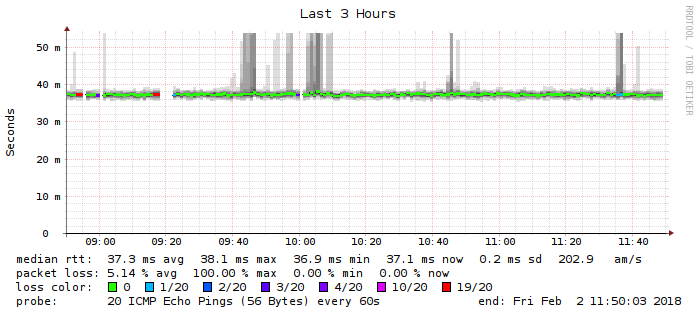 Last 3 Hours
RRDTOOL / TOBI OETIKER
Seconds
50 m
40 m
30 m
20 m
10 m
0
09:00 09:20 09:40 10:00 10:20 10:40 11:00 11:20 11:40
median rtt: 37.3 ms avg 38.1 ms max 36.9 ms min 37.1 ms now 0.2 ms sd 202.9 am/s
packet loss: 5.14 % avg 100.00 % max 0.00 % min 0.00 % now
loss color: 0 1/20 2/20 3/20 4/20 10/20 19/20
probe: 20 ICMP Echo Pings (56 Bytes) every 60s end: Fri Feb 2 11:50:03 2018